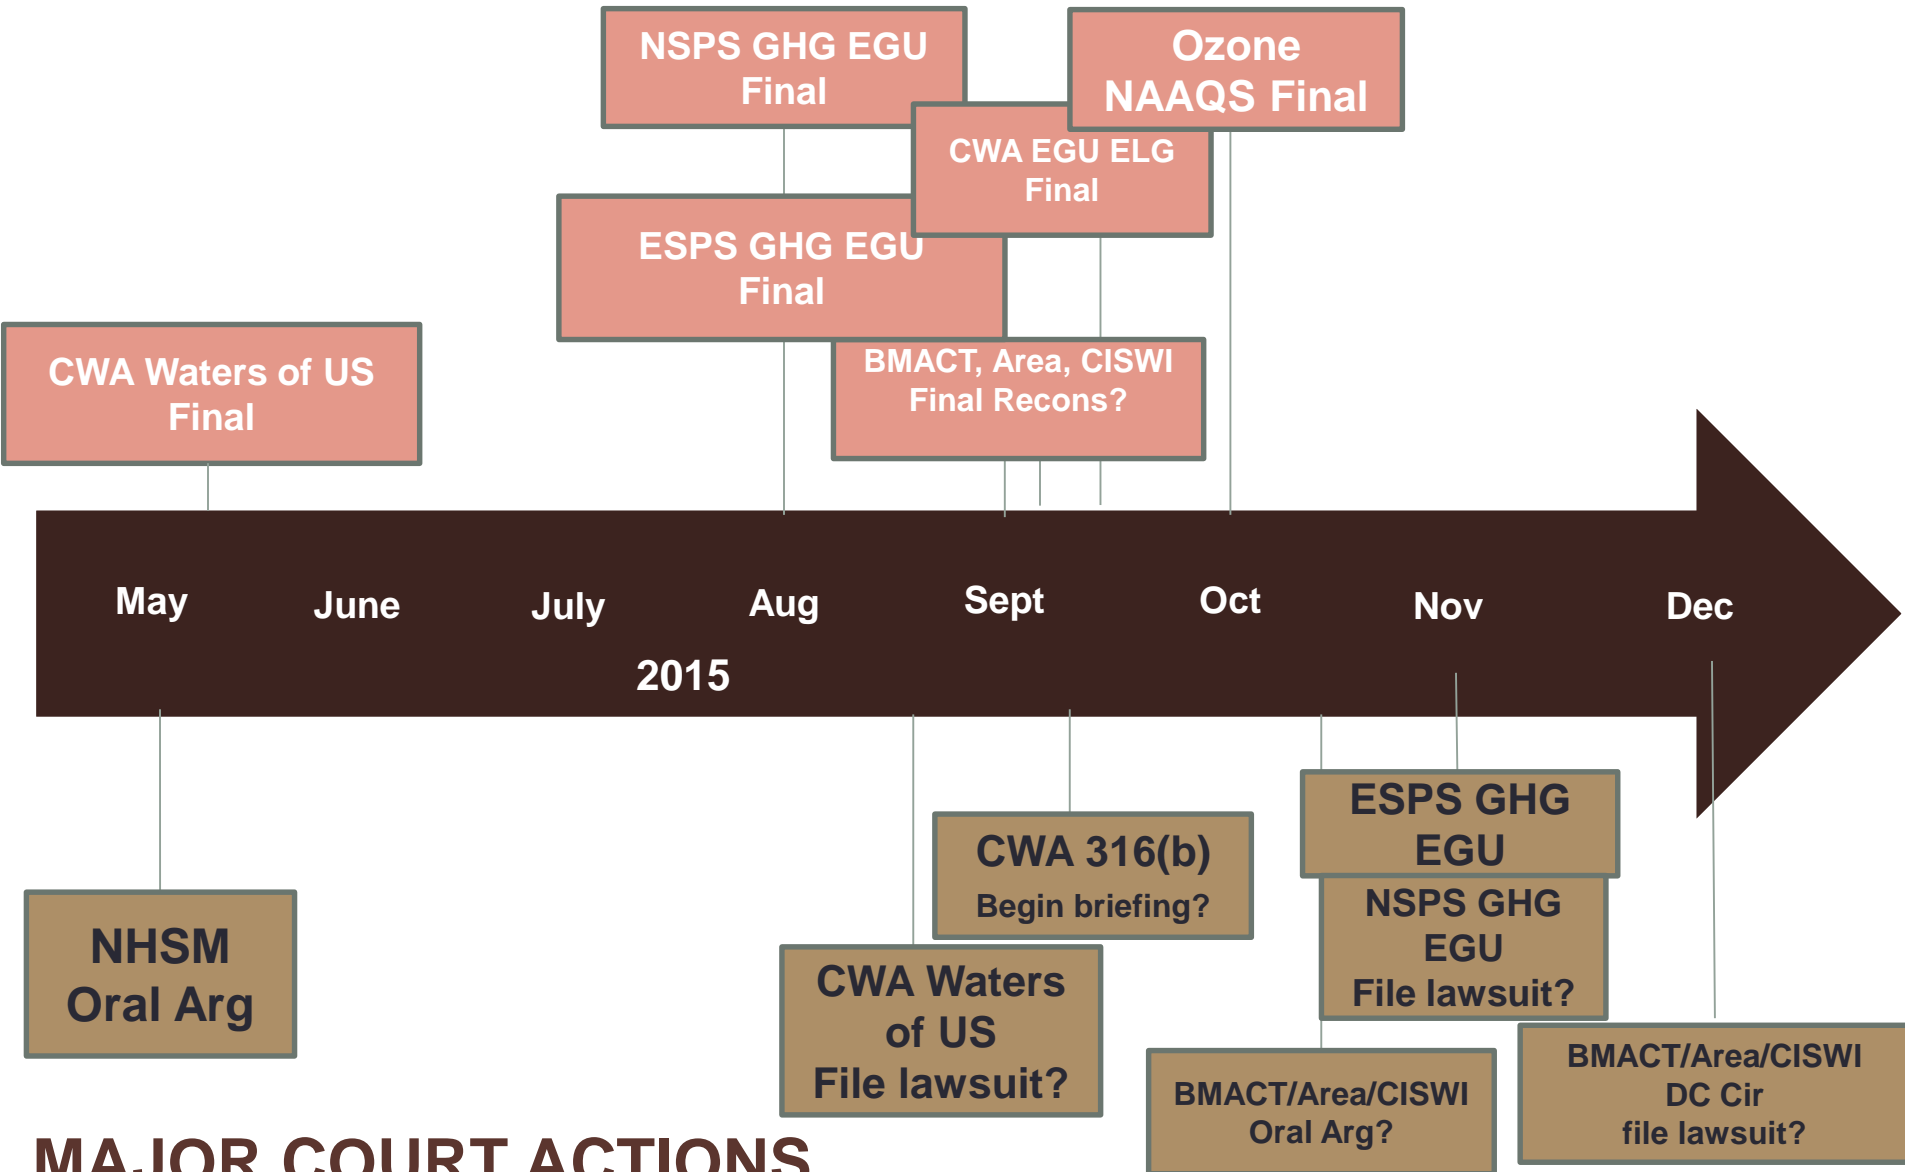 NSPS GHG EGU
Final
Ozone
NAAQS Final
CWA EGU ELG
Final
ESPS GHG EGU
Final
CWA Waters of US
Final
BMACT, Area, CISWI
Final Recons?
May
June
July
Aug
Sept
Oct
Nov
Dec
2015
NHSM
Oral Arg
CWA 316(b)
Begin briefing?
CWA Waters
of US
File lawsuit?
ESPS GHG
EGU
NSPS GHG
EGU
File lawsuit?
BMACT/Area/CISWI
Oral Arg?
BMACT/Area/CISWI
DC Cir
file lawsuit?
MAJOR COURT ACTIONS